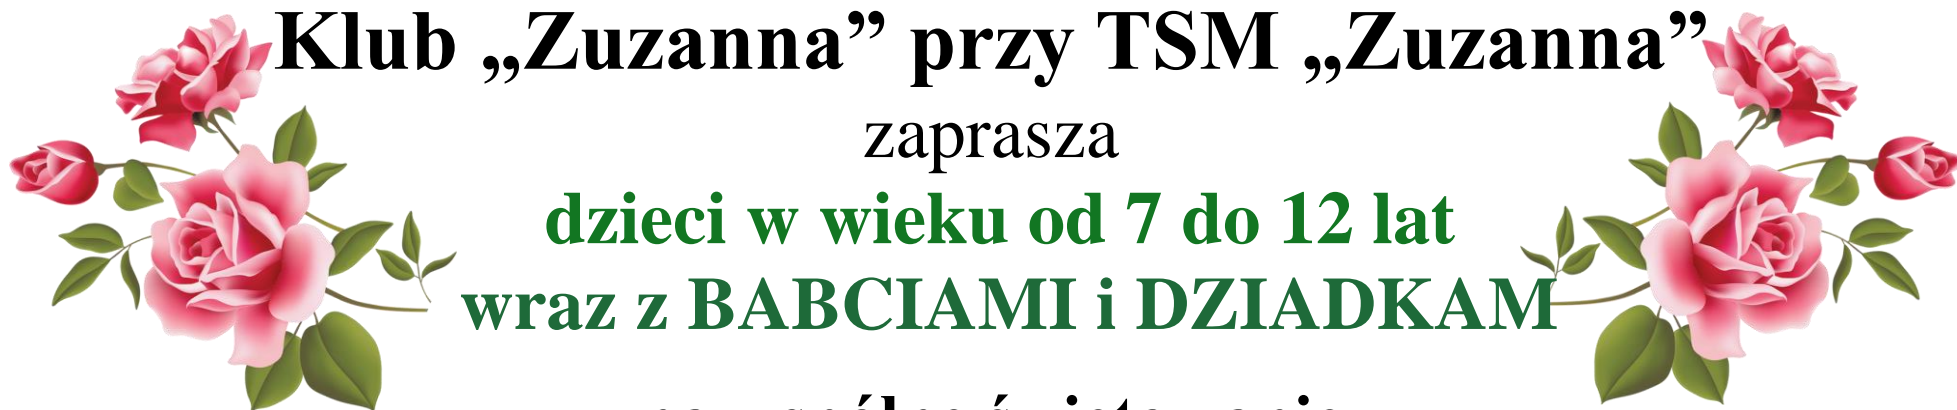 Klub „Zuzanna” przy TSM „Zuzanna”
zaprasza
dzieci w wieku od 7 do 12 lat
wraz z BABCIAMI i DZIADKAM